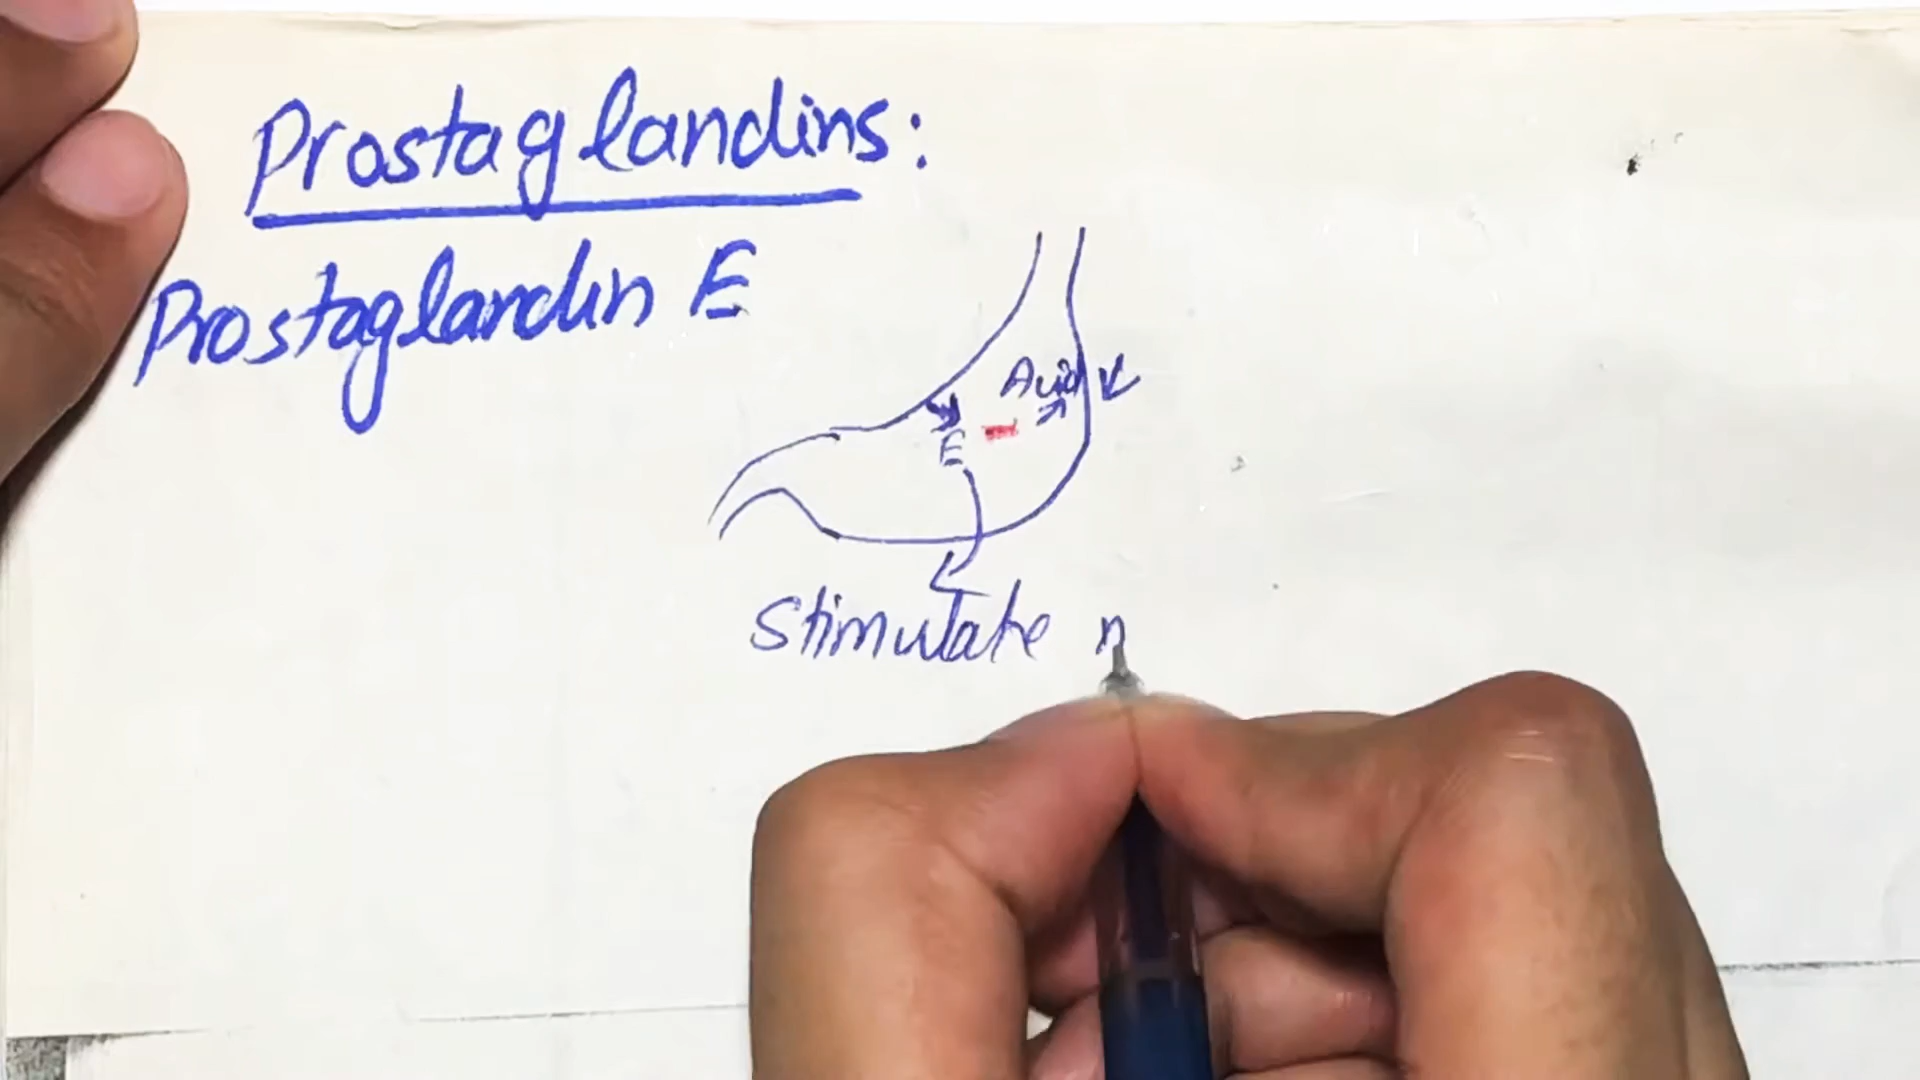 Prostaglandins:
Prostaglandin E
Acid
E
Stimulate n